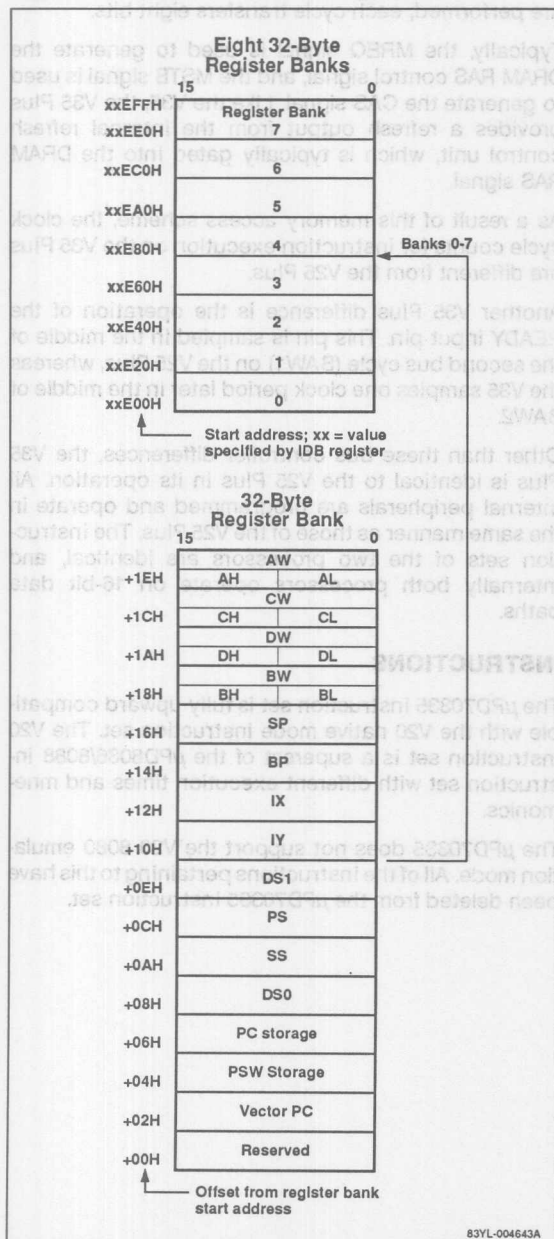 Eight 32-Byte
Register Banks
15 0
xxEFFH
Register Bank
xxEE0H 7
xxEC0H 6
xxEA0H 5
xxE80H 4 Banks 0-7
xxE60H 3
xxE40H 2
xxE20H 1
xxE00H 0
Start address; xx = value
specified by IDB register
32-Byte
Register Bank
15 0
AW
+1EH AH AL
CW
+1CH CH CL
DW
+1AH DH DL
BW
+18H BH BL
SP
+16H
BP
+14H
IX
+12H
IY
+10H
DS1
+0EH
PS
+0CH
SS
+0AH
DS0
+08H
PC storage
+06H
PSW Storage
+04H
Vector PC
+02H
Reserved
+00H
Offset from register bank
start address
83YL-004643A